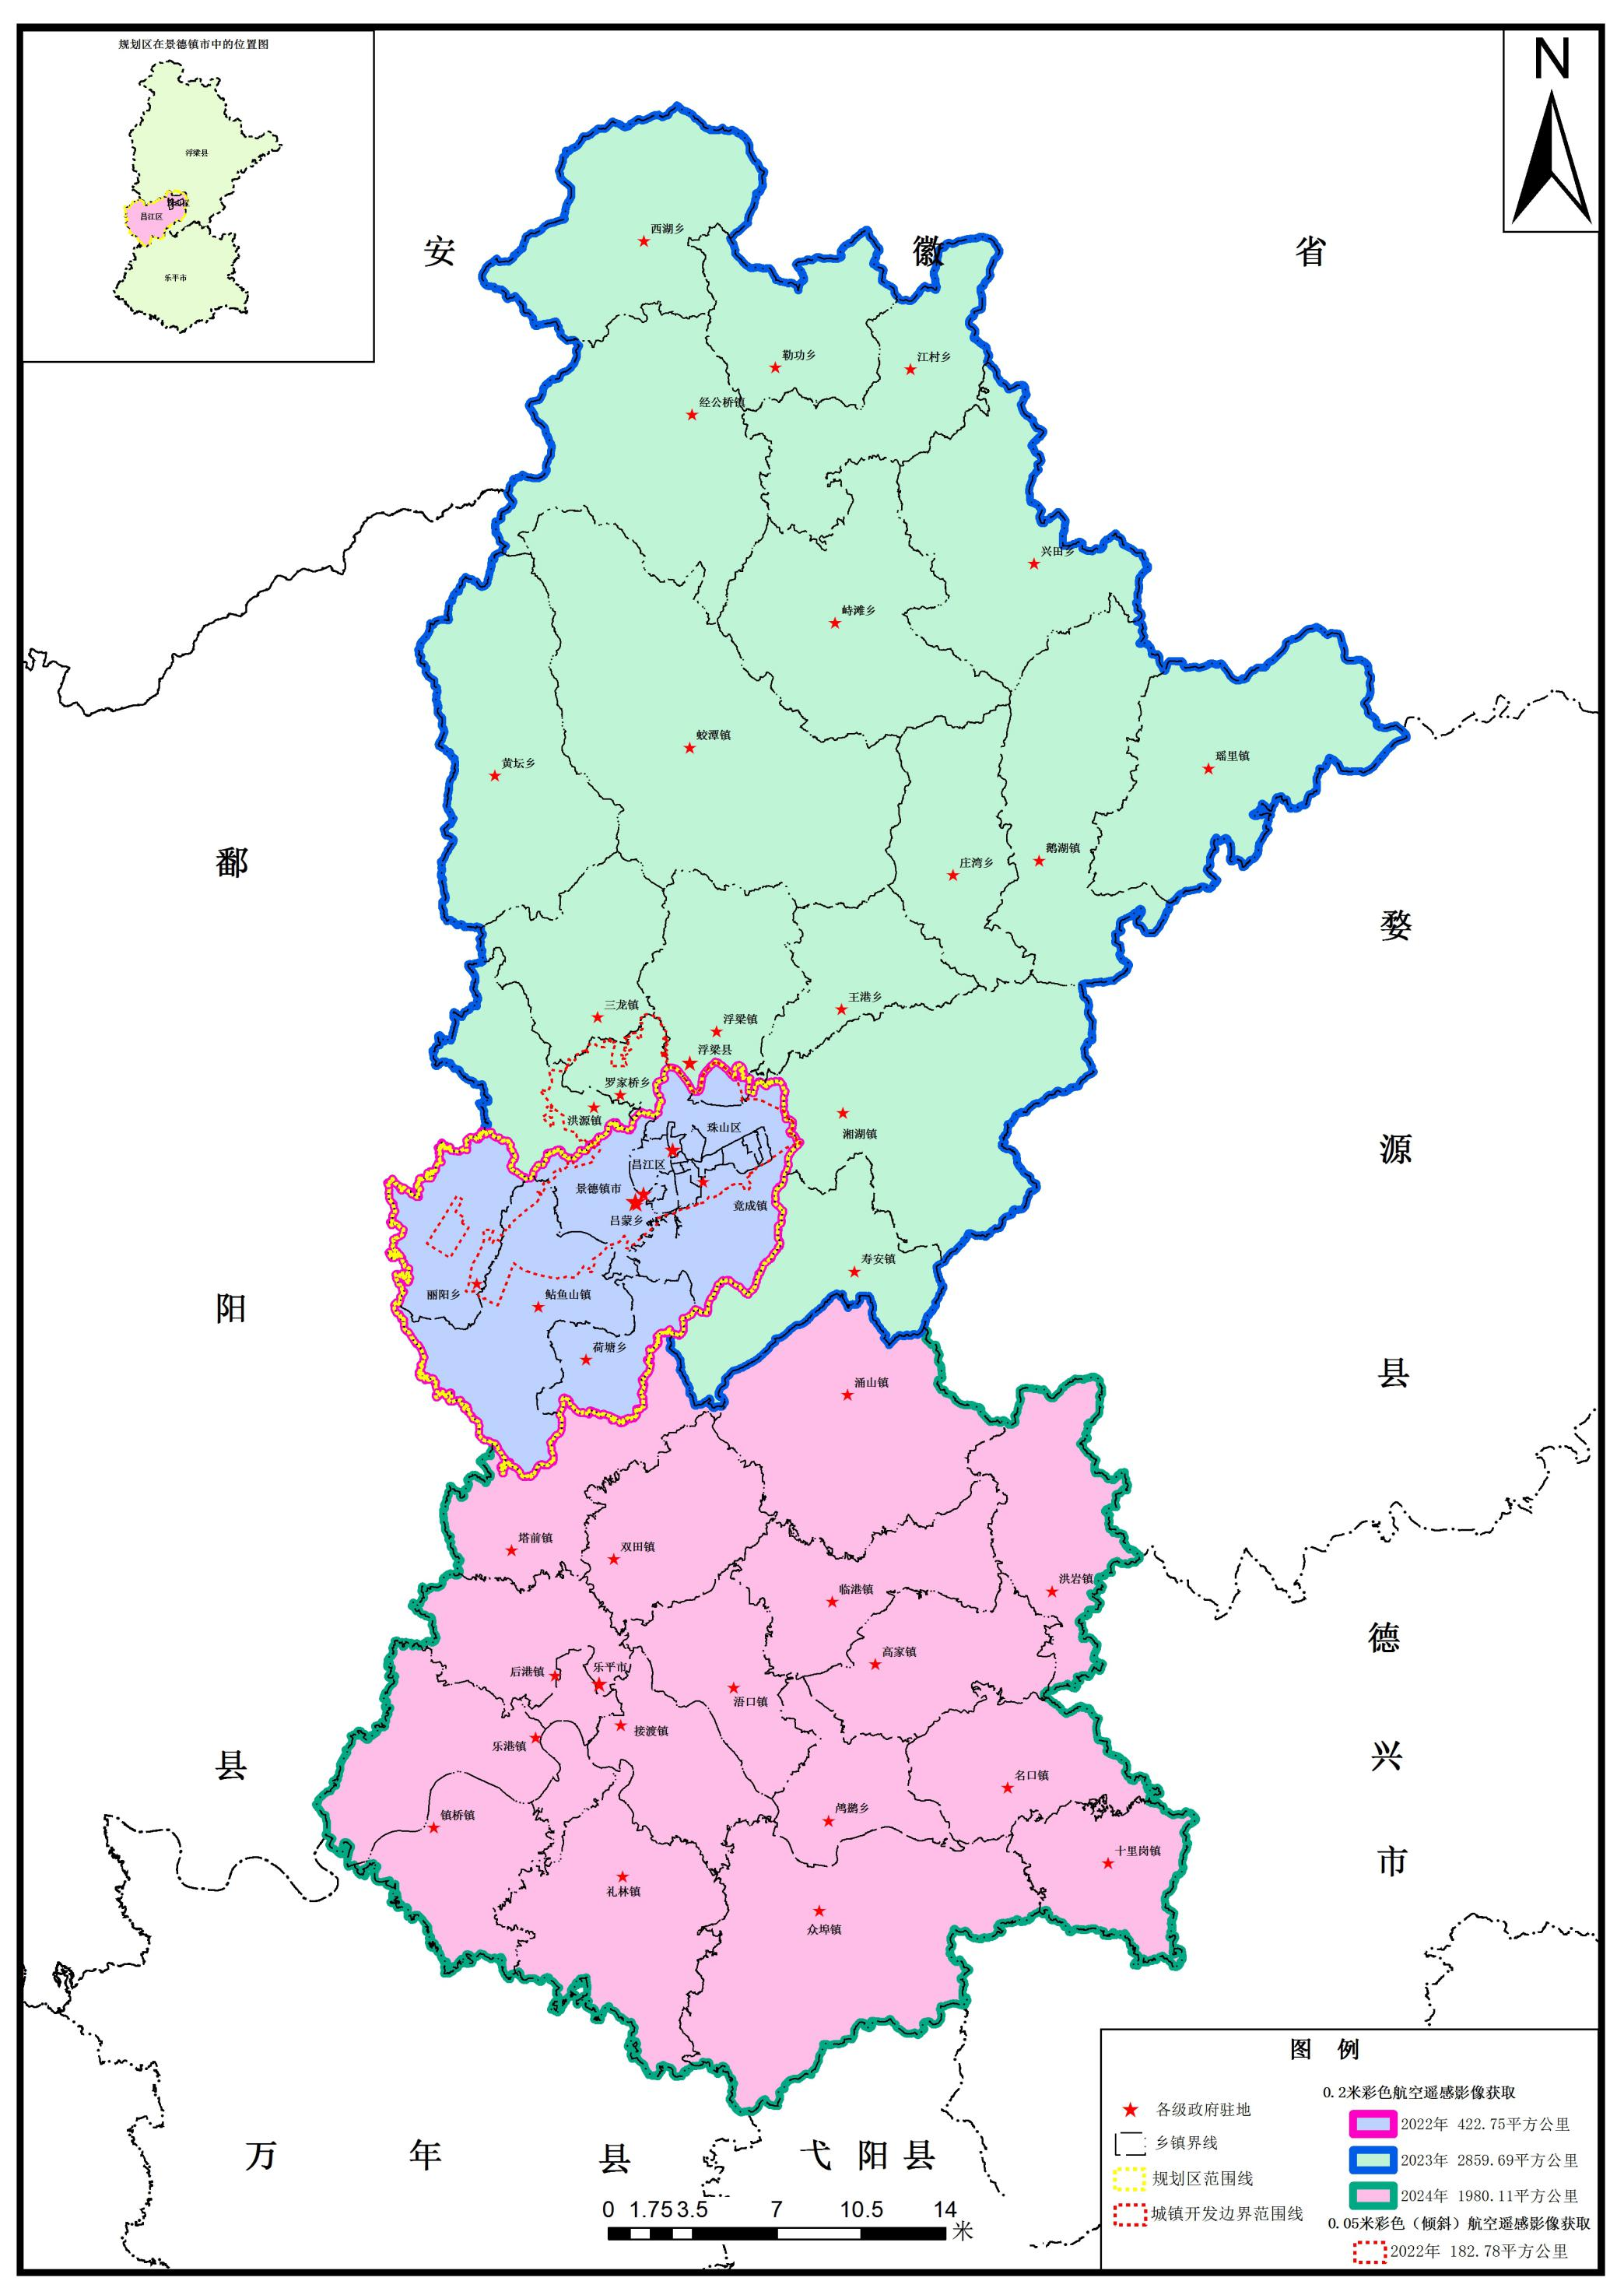 规划区在景德镇市中的位置图
浮梁县
昌江区
乐平市
N
安 徽 省
西湖乡
勒功乡
江村乡
经公桥镇
兴田乡
峙滩乡
蛟潭镇
黄坛乡
瑶里镇
鹅湖镇
庄湾乡
鄱
阳
县
婺
源
县
三龙镇
王港乡
浮梁镇
浮梁县
罗家桥乡
洪源镇
湘湖镇
珠山区
昌江区
景德镇市
竟成镇
吕蒙乡
寿安镇
丽阳乡
鲇鱼山镇
荷塘乡
涌山镇
塔前镇
双田镇
洪岩镇
临港镇
高家镇
后港镇
乐平市
浯口镇
接渡镇
乐港镇
名口镇
镇桥镇
鸬鹚乡
十里岗镇
礼林镇
众埠镇
德
兴
市
万 年 县
弋 阳 县
0 1.75 3.5 7 10.5 14
米
图 例
各级政府驻地
乡镇界线
规划区范围线
城镇开发边界范围线
0.2米彩色航空遥感影像获取
2022年 422.75平方公里
2023年 2859.69平方公里
2024年 1980.11平方公里
0.05米彩色（倾斜）航空遥感影像获取
2022年 182.78平方公里